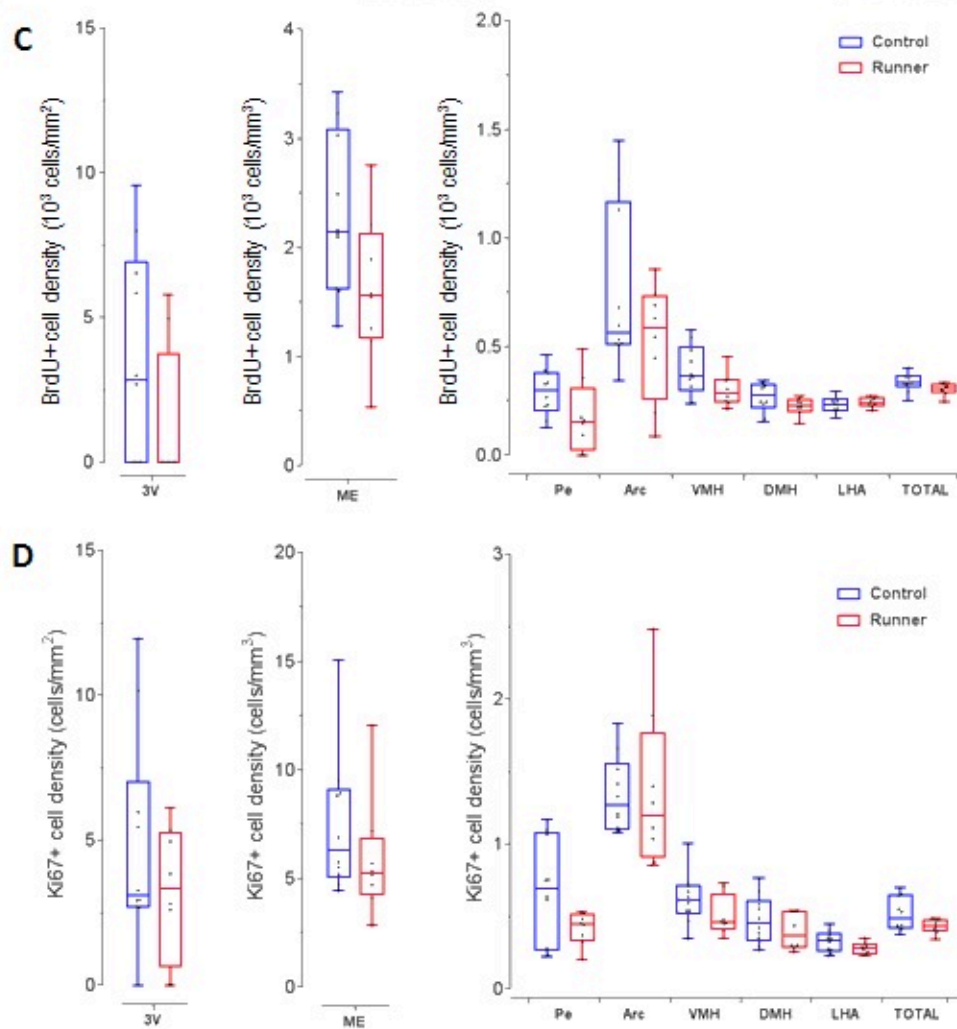 C
BrdU+cell density (10³ cells/mm²)
15
10
5
0
3V
BrdU+cell density (10³ cells/mm³)
4
3
2
1
0
ME
BrdU+cell density (10³ cells/mm³)
2.0
1.5
1.0
0.5
0.0
Control
Runner
Pe Arc VMH DMH LHA TOTAL
D
Ki67+ cell density (cells/mm²)
15
10
5
0
3V
Ki67+ cell density (cells/mm³)
20
15
10
5
0
ME
Ki67+ cell density (cells/mm³)
3
2
1
0
Control
Runner
Pe Arc VMH DMH LHA TOTAL